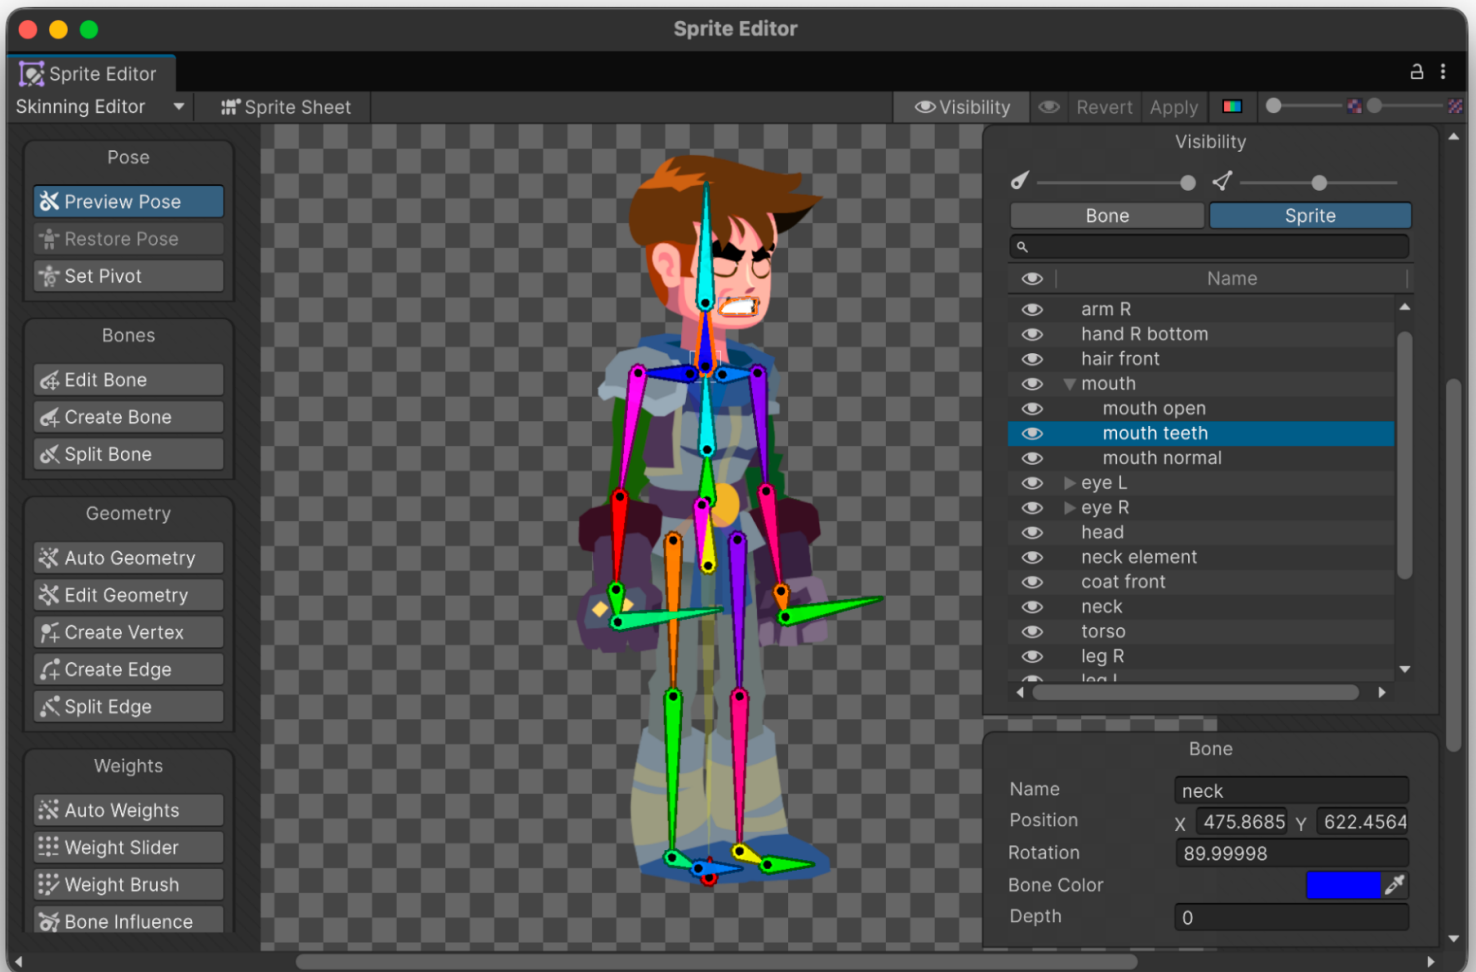 Sprite Editor
Sprite Editor
Skinning Editor
Sprite Sheet
Visibility
Revert
Apply
Pose
Preview Pose
Restore Pose
Set Pivot
Bones
Edit Bone
Create Bone
Split Bone
Geometry
Auto Geometry
Edit Geometry
Create Vertex
Create Edge
Split Edge
Weights
Auto Weights
Weight Slider
Weight Brush
Bone Influence
Visibility
Bone
Sprite
Name
arm R
hand R bottom
hair front
mouth
mouth open
mouth teeth
mouth normal
eye L
eye R
head
neck element
coat front
neck
torso
leg R
leg L
Bone
Name
neck
Position
X 475.8685 Y 622.4564
Rotation
89.99998
Bone Color
Depth
0